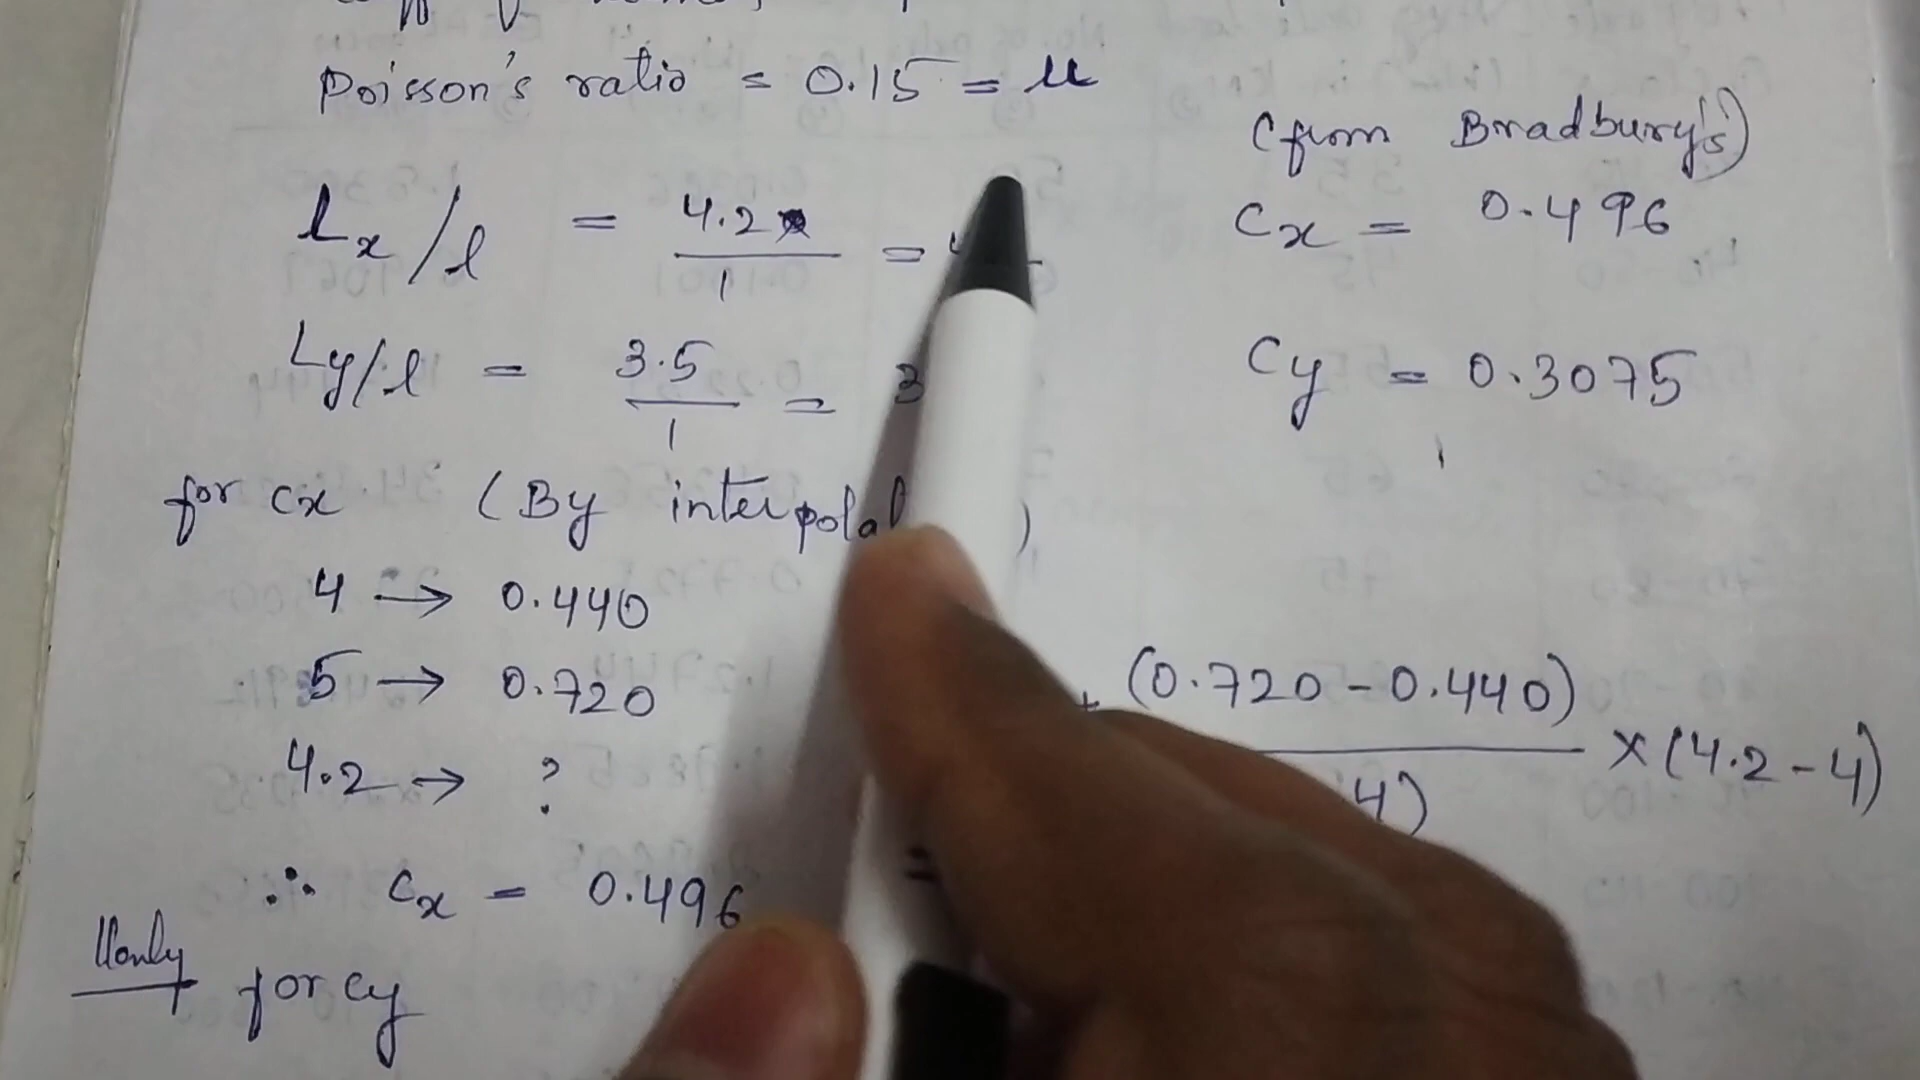 Poisson's ratio = 0.15 = μ
(from Bradbury's)
Lx/l = 4.2/1 =
Cx = 0.496
Ly/l = 3.5/1 = 3
Cy = 0.3075
for cx (By interpolat )
4 → 0.440
5 → 0.720
+ (0.720 - 0.440)
× (4.2 - 4)
4.2 → ?
4)
∴ Cx = 0.496 =
lly for cy